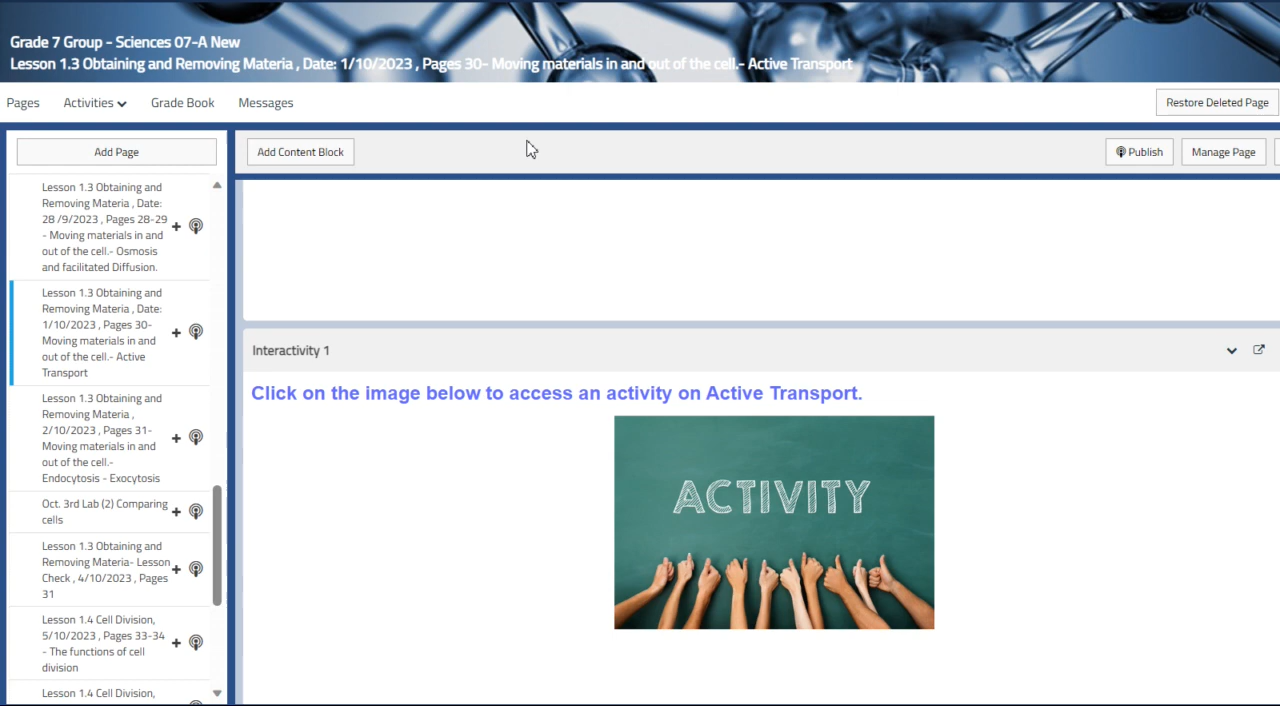 Grade 7 Group - Sciences 07-A New
Lesson 1.3 Obtaining and Removing Materia , Date: 1/10/2023 , Pages 30- Moving materials in and out of the cell.- Active Transport
Pages
Activities
Grade Book
Messages
Restore Deleted Page
Add Page
Add Content Block
Publish
Manage Page
Lesson 1.3 Obtaining and
Removing Materia , Date:
28 /9/2023 , Pages 28-29
- Moving materials in and
out of the cell.- Osmosis
and facilitated Diffusion.
Lesson 1.3 Obtaining and
Removing Materia , Date:
1/10/2023 , Pages 30-
Moving materials in and
out of the cell.- Active
Transport
Lesson 1.3 Obtaining and
Removing Materia ,
2/10/2023 , Pages 31-
Moving materials in and
out of the cell.-
Endocytosis - Exocytosis
Oct. 3rd Lab (2) Comparing
cells
Lesson 1.3 Obtaining and
Removing Materia- Lesson
Check , 4/10/2023 , Pages
31
Lesson 1.4 Cell Division,
5/10/2023 , Pages 33-34
- The functions of cell
division
Lesson 1.4 Cell Division,
Interactivity 1
Click on the image below to access an activity on Active Transport.
ACTIVITY